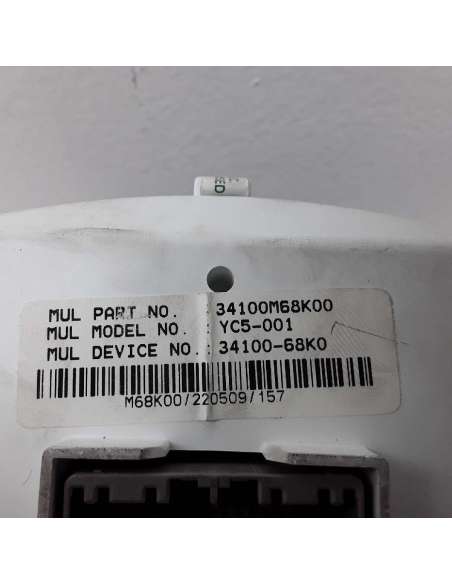 MUL PART NO. : 34100M68K00
MUL MODEL NO. : YC5-001
MUL DEVICE NO. : 34100-68K0
M68K00/220509/157